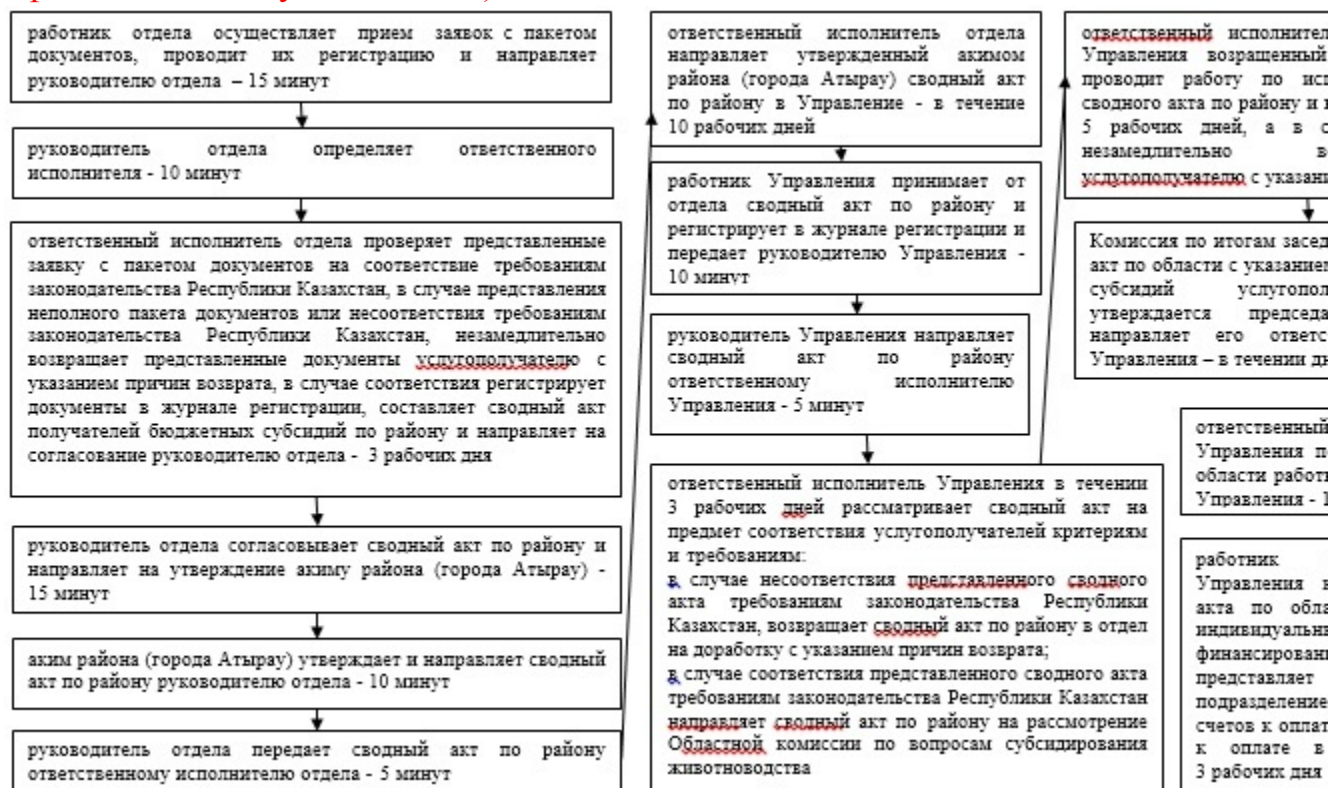 работник отдела осуществляет прием заявок с пакетом
документов, проводит их регистрацию и направляет
руководителю отдела – 15 минут
руководитель отдела определяет ответственного
исполнителя - 10 минут
ответственный исполнитель отдела проверяет представленные
заявку с пакетом документов на соответствие требованиям
законодательства Республики Казахстан, в случае представления
неполного пакета документов или несоответствия требованиям
законодательства Республики Казахстан, незамедлительно
возвращает представленные документы услугополучателю с
указанием причин возврата, в случае соответствия регистрирует
документы в журнале регистрации, составляет сводный акт
получателей бюджетных субсидий по району и направляет на
согласование руководителю отдела - 3 рабочих дня
руководитель отдела согласовывает сводный акт по району и
направляет на утверждение акиму района (города Атырау) -
15 минут
аким района (города Атырау) утверждает и направляет сводный
акт по району руководителю отдела - 10 минут
руководитель отдела передает сводный акт по району
ответственному исполнителю отдела - 5 минут
ответственный исполнитель отдела
направляет утвержденный акимом
района (города Атырау) сводный акт
по району в Управление - в течение
10 рабочих дней
работник Управления принимает от
отдела сводный акт по району и
регистрирует в журнале регистрации и
передает руководителю Управления -
10 минут
руководитель Управления направляет
сводный акт по району
ответственному исполнителю
Управления - 5 минут
ответственный исполнитель Управления в течении
3 рабочих дней рассматривает сводный акт на
предмет соответствия услугополучателей критериям
и требованиям:
в случае несоответствия представленного сводного
акта требованиям законодательства Республики
Казахстан, возвращает сводный акт по району в отдел
на доработку с указанием причин возврата;
в случае соответствия представленного сводного акта
требованиям законодательства Республики Казахстан
направляет сводный акт по району на рассмотрение
Областной комиссии по вопросам субсидирования
животноводства
ответственный исполнител
Управления возращенный
проводит работу по исп
сводного акта по району и
5 рабочих дней, а в с
незамедлительно
услугополучателю с указани
Комиссия по итогам засед
акт по области с указанием
субсидий услугопол
утверждается председа
направляет его ответс
Управления – в течении дн
ответственный
Управления п
области работ
Управления - 1
работник
Управления
акта по обла
индивидуальн
финансирован
представляет
подразделение
счетов к оплат
к оплате в
3 рабочих дня